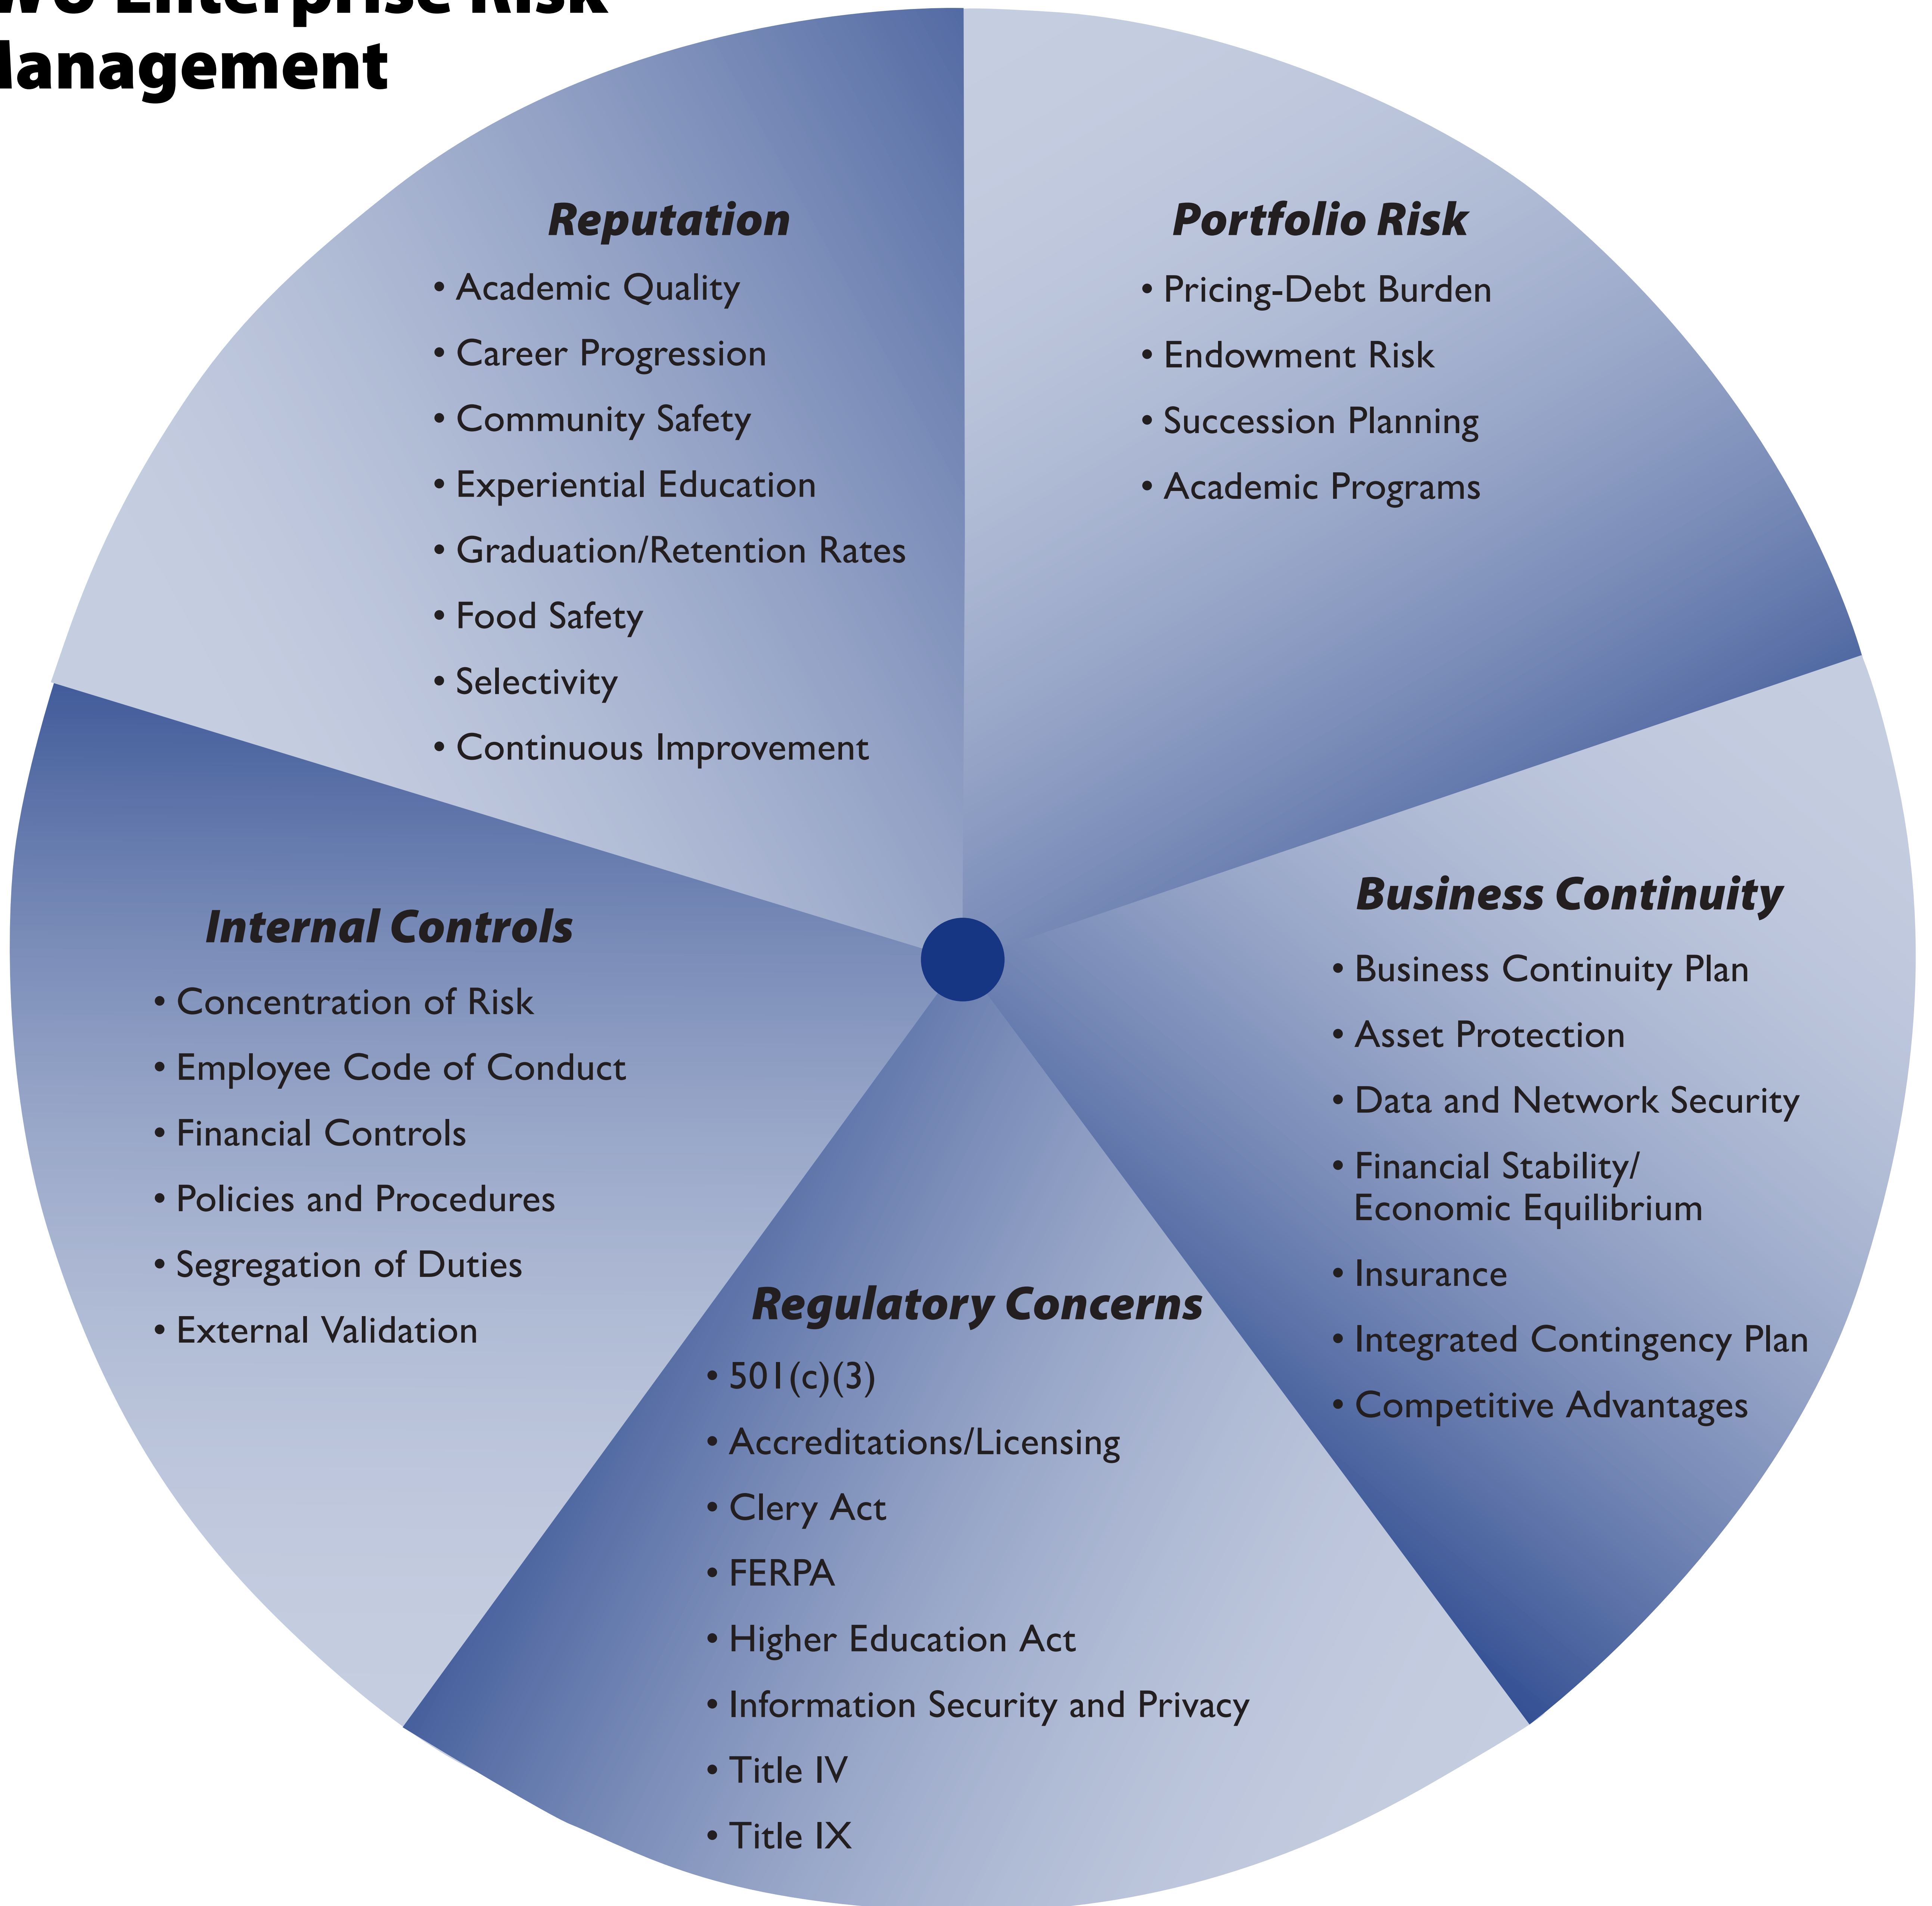 Enterprise Risk
Reputation
• Academic Quality
• Career Progression
• Community Safety
• Experiential Education
• Graduation/Retention Rates
• Food Safety
• Selectivity
• Continuous Improvement
Portfolio Risk
• Pricing-Debt Burden
• Endowment Risk
• Succession Planning
• Academic Programs
Business Continuity
• Business Continuity Plan
• Asset Protection
• Data and Network Security
• Financial Stability/
Economic Equilibrium
• Insurance
• Integrated Contingency Plan
• Competitive Advantages
Internal Controls
• Concentration of Risk
• Employee Code of Conduct
• Financial Controls
• Policies and Procedures
• Segregation of Duties
• External Validation
Regulatory Concerns
• 501(c)(3)
• Accreditations/Licensing
• Clery Act
• FERPA
• Higher Education Act
• Information Security and Privacy
• Title IV
• Title IX